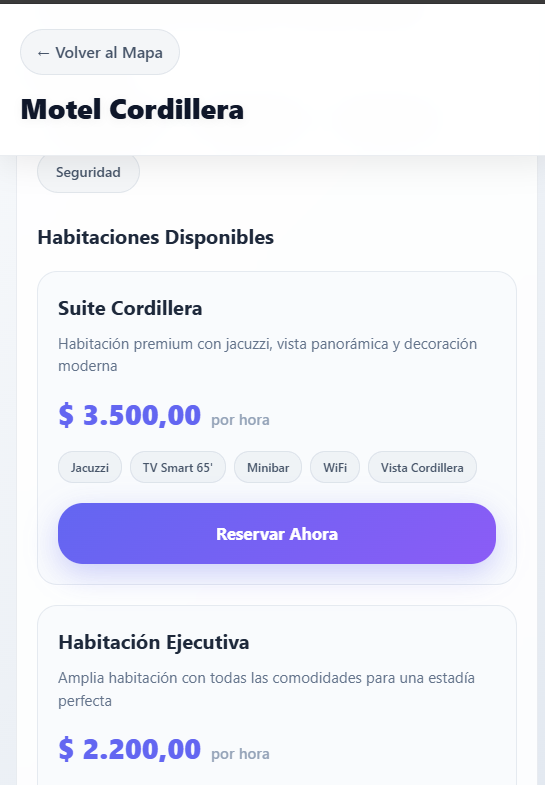 ← Volver al Mapa
Motel Cordillera
Seguridad
Habitaciones Disponibles
Suite Cordillera
Habitación premium con jacuzzi, vista panorámica y decoración
moderna
$ 3.500,00 por hora
Jacuzzi TV Smart 65' Minibar WiFi Vista Cordillera
Reservar Ahora
Habitación Ejecutiva
Amplia habitación con todas las comodidades para una estadía
perfecta
$ 2.200,00 por hora